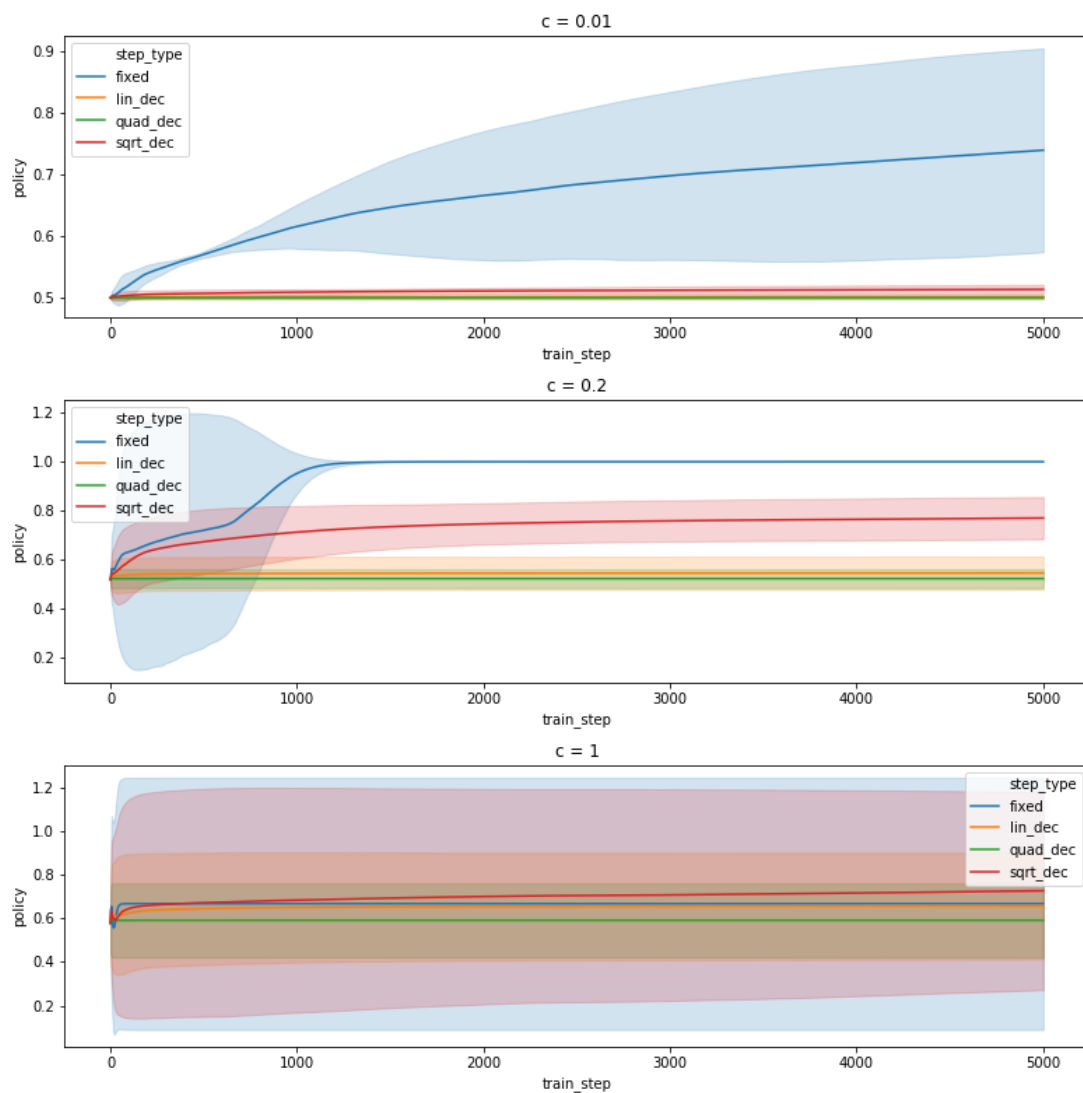 c = 0.01
step_type
fixed
lin_dec
quad_dec
sqrt_dec
policy
0.9
0.8
0.7
0.6
0.5
0 1000 2000 3000 4000 5000
train_step
c = 0.2
step_type
fixed
lin_dec
quad_dec
sqrt_dec
policy
1.2
1.0
0.8
0.6
0.4
0.2
0 1000 2000 3000 4000 5000
train_step
c = 1
step_type
fixed
lin_dec
quad_dec
sqrt_dec
policy
1.2
1.0
0.8
0.6
0.4
0.2
0 1000 2000 3000 4000 5000
train_step